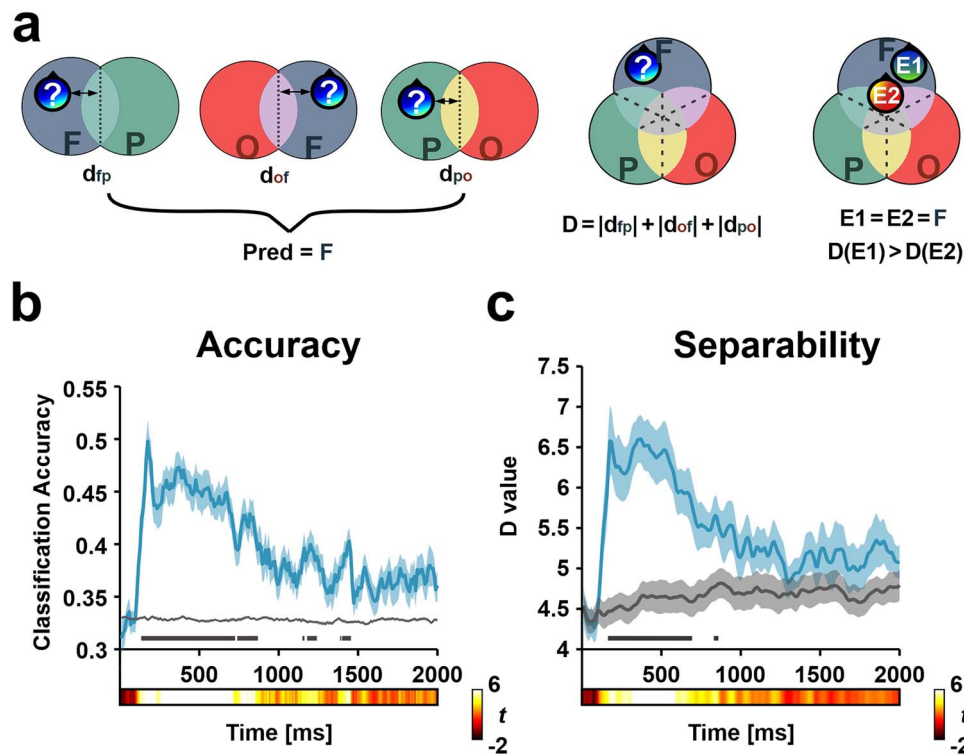 a
? ? ? ? F E1
E2
F P O F P O P O P O
dfp dof dpo
D = |dfp| + |dof| + |dpo| E1 = E2 = F
Pred = F D(E1) > D(E2)
b
Accuracy
Classification Accuracy
0.55
0.5
0.45
0.4
0.35
0.3
500 1000 1500 2000
6
t
-2
Time [ms]
c
Separability
D value
7.5
7
6.5
6
5.5
5
4.5
4
500 1000 1500 2000
6
t
-2
Time [ms]